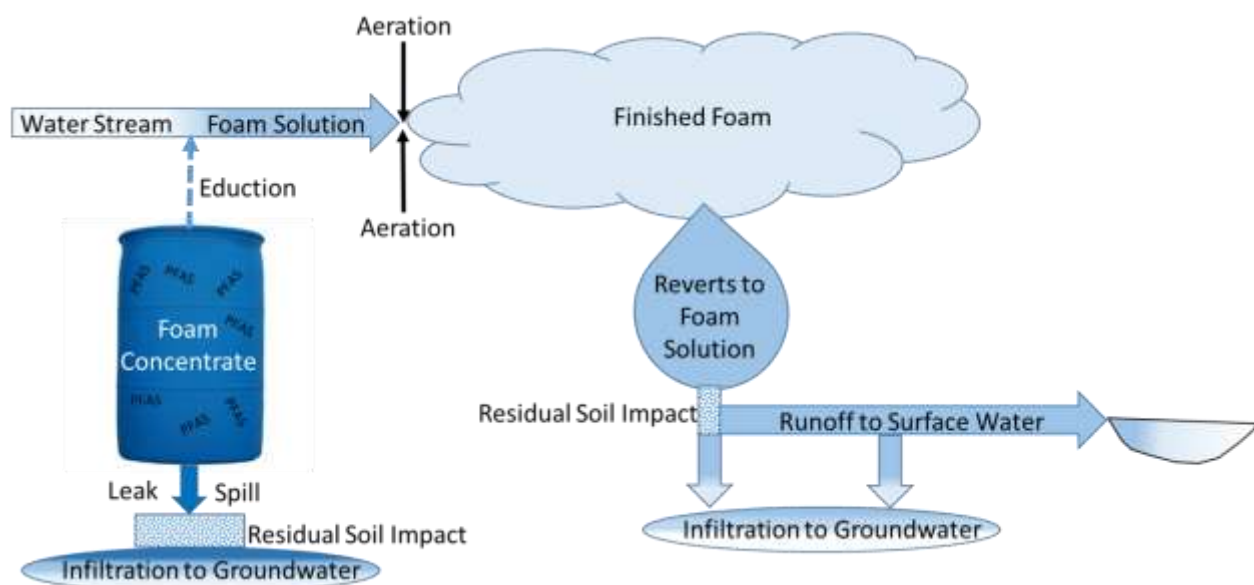 Aeration
Water Stream
Foam Solution
Finished Foam
Eduction
Aeration
PFAS
PFAS
PFAS
PFAS
Foam
Concentrate
PFAS
PFAS
PFAS
Reverts to
Foam
Solution
Residual Soil Impact
Runoff to Surface Water
Leak
Spill
Residual Soil Impact
Infiltration to Groundwater
Infiltration to Groundwater